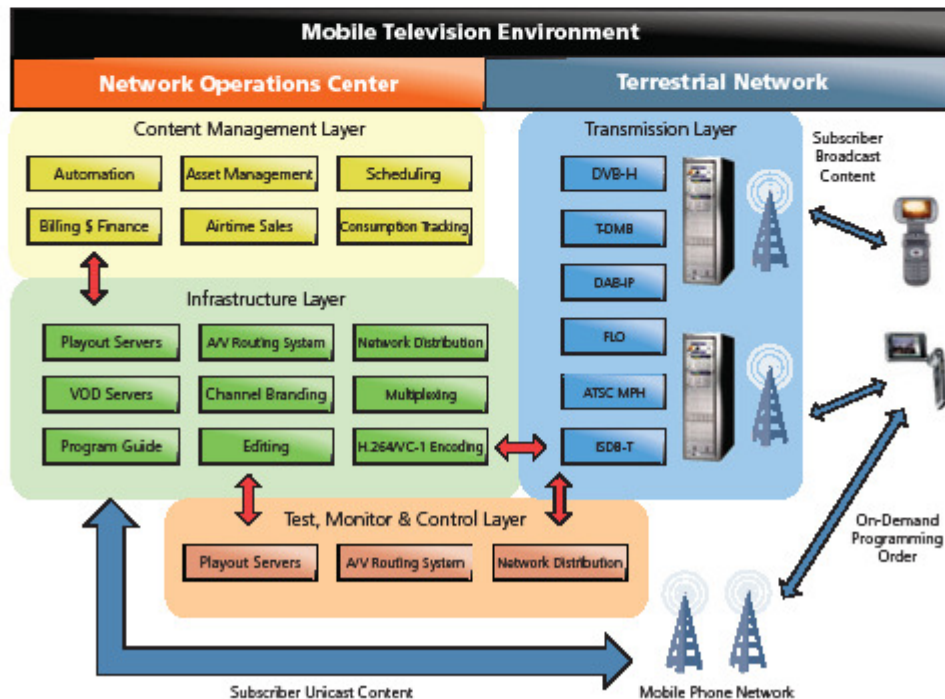 Mobile Television Environment
Network Operations Center
Terrestrial Network
Content Management Layer
Automation
Asset Management
Scheduling
Billing $ Finance
Airtime Sales
Consumption Tracking
Infrastructure Layer
Playout Servers
A/V Routing System
Network Distribution
VOD Servers
Channel Branding
Multiplexing
Program Guide
Editing
H.264/VC-1 Encoding
Test, Monitor & Control Layer
Playout Servers
A/V Routing System
Network Distribution
Transmission Layer
DVB-H
T-DMB
DAB-IP
FLO
ATSC MPH
ISDB-T
Subscriber
Broadcast
Content
On-Demand
Programming
Order
Subscriber Unicast Content
Mobile Phone Network